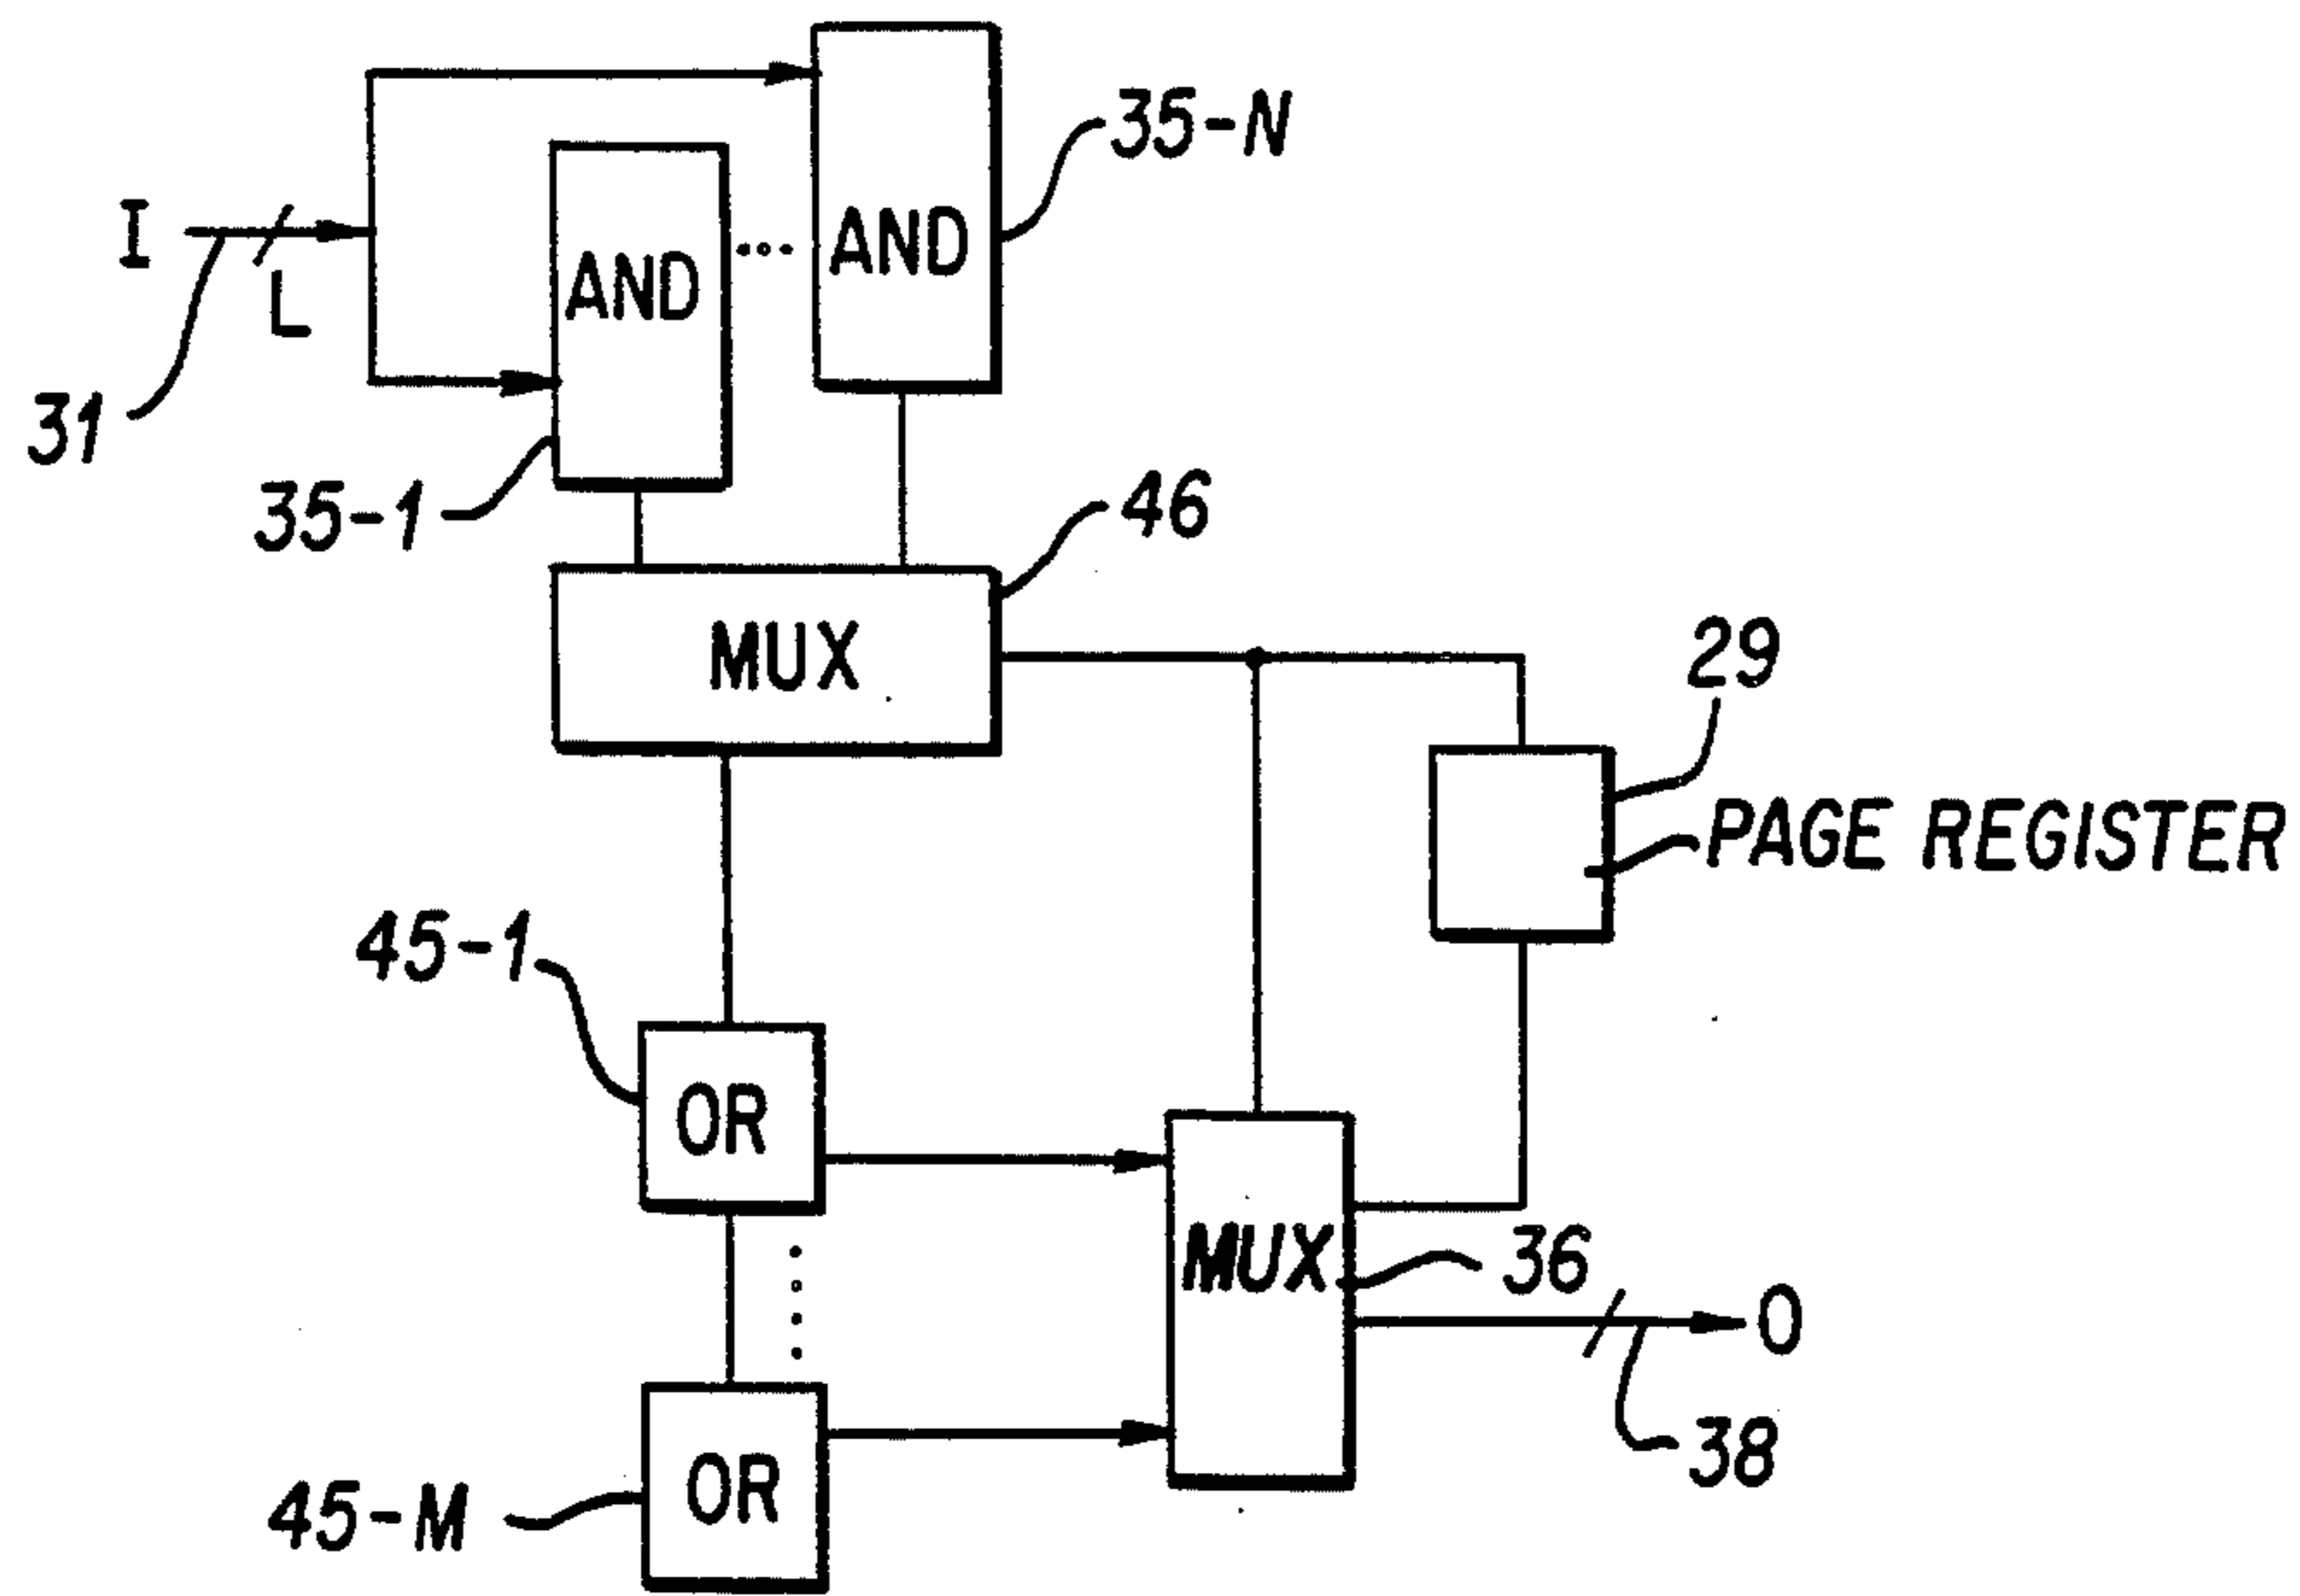 35-N
I
AND
AND
L
31
35-1
46
MUX
29
PAGE REGISTER
45-1
OR
MUX
36
O
38
OR
45-M